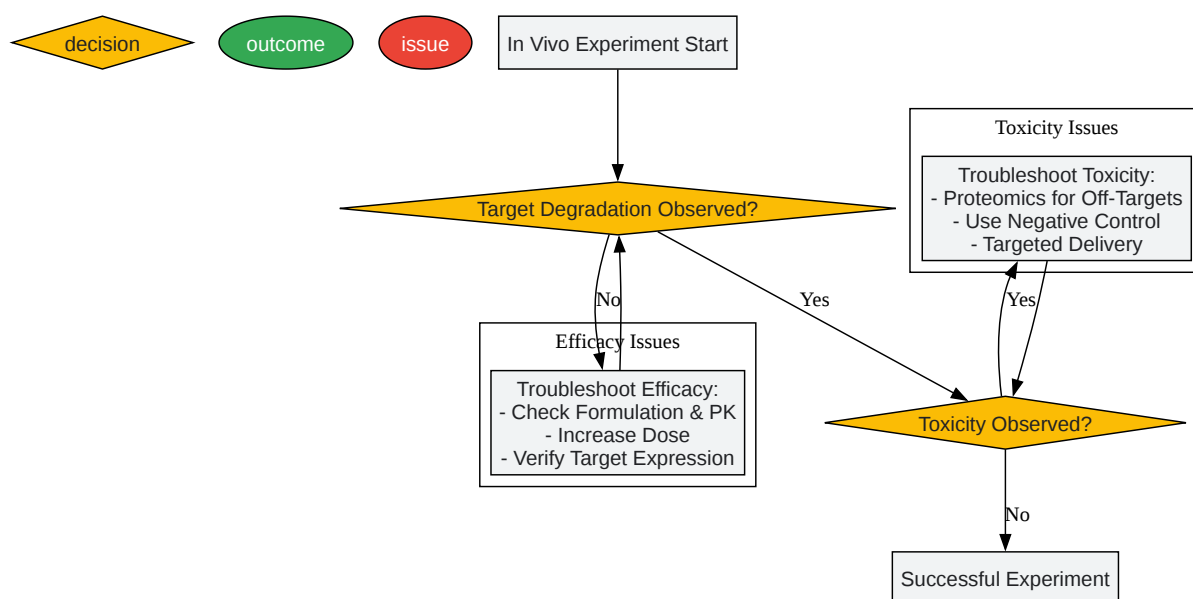 decision
outcome
issue
In Vivo Experiment Start
Toxicity Issues
Troubleshoot Toxicity:
- Proteomics for Off-Targets
- Use Negative Control
- Targeted Delivery
Target Degradation Observed?
No
Yes
Yes
Efficacy Issues
Troubleshoot Efficacy:
- Check Formulation & PK
- Increase Dose
- Verify Target Expression
Toxicity Observed?
No
Successful Experiment